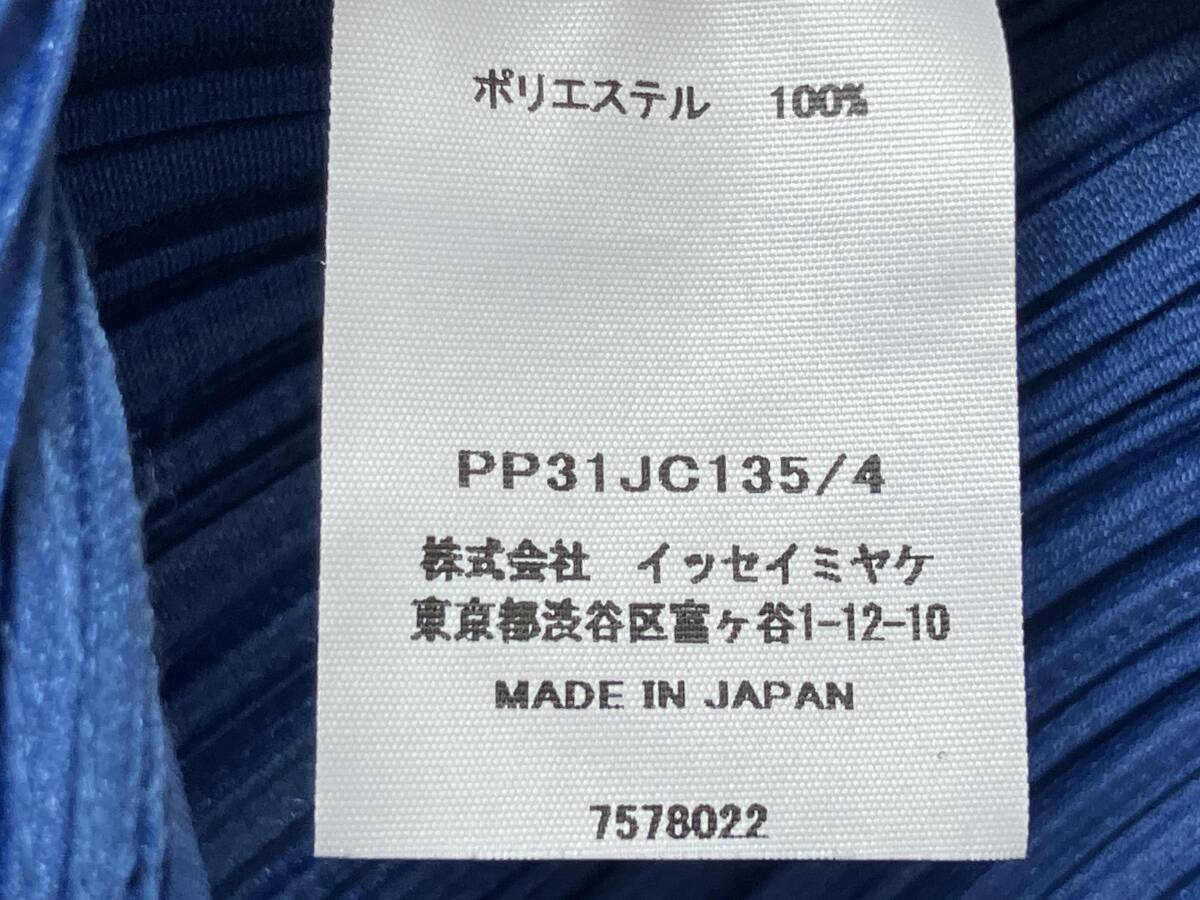 ポリエステル 100%
PP31JC135/4
株式会社 イッセイミヤケ
東京都渋谷区富ヶ谷1-12-10
MADE IN JAPAN
7578022